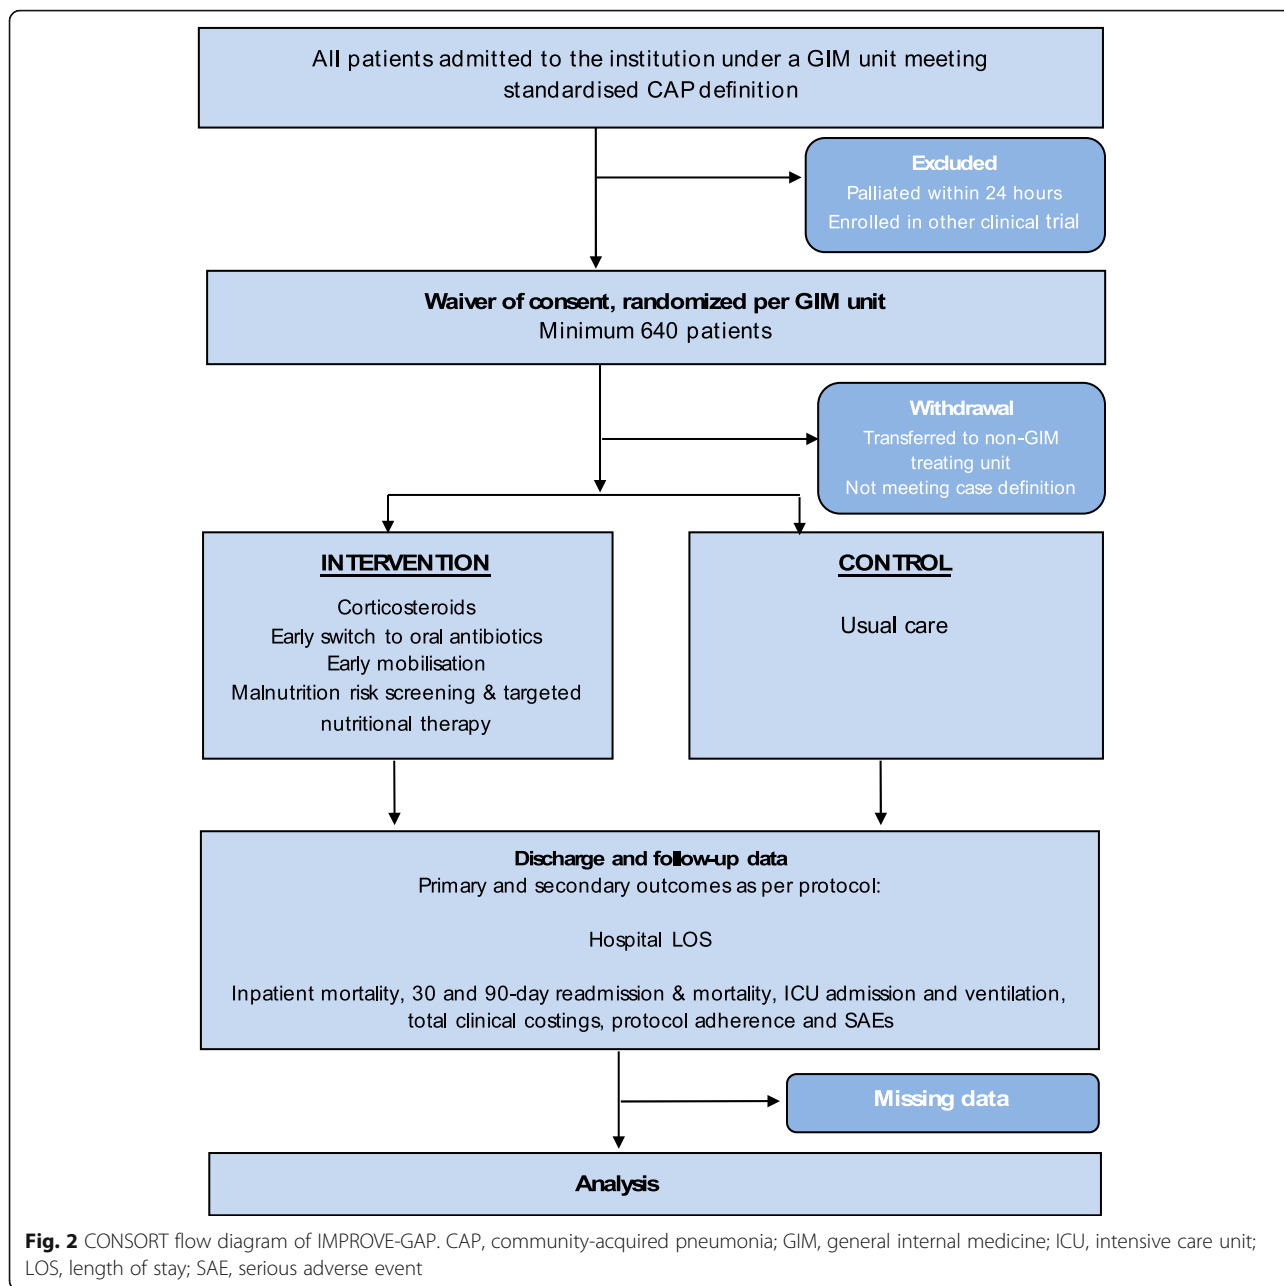 All patients admitted to the institution under a GIM unit meeting
standardised CAP definition
Excluded
Palliated within 24 hours
Enrolled in other clinical trial
Waiver of consent, randomized per GIM unit
Minimum 640 patients
Withdrawal
Transferred to non-GIM
treating unit
Not meeting case definition
INTERVENTION
Corticosteroids
Early switch to oral antibiotics
Early mobilisation
Malnutrition risk screening & targeted
nutritional therapy
CONTROL
Usual care
Discharge and follow-up data
Primary and secondary outcomes as per protocol:
Hospital LOS
Inpatient mortality, 30 and 90-day readmission & mortality, ICU admission and ventilation,
total clinical costings, protocol adherence and SAEs
Missing data
Analysis
Fig. 2 CONSORT flow diagram of IMPROVE-GAP. CAP, community-acquired pneumonia; GIM, general internal medicine; ICU, intensive care unit;
LOS, length of stay; SAE, serious adverse event